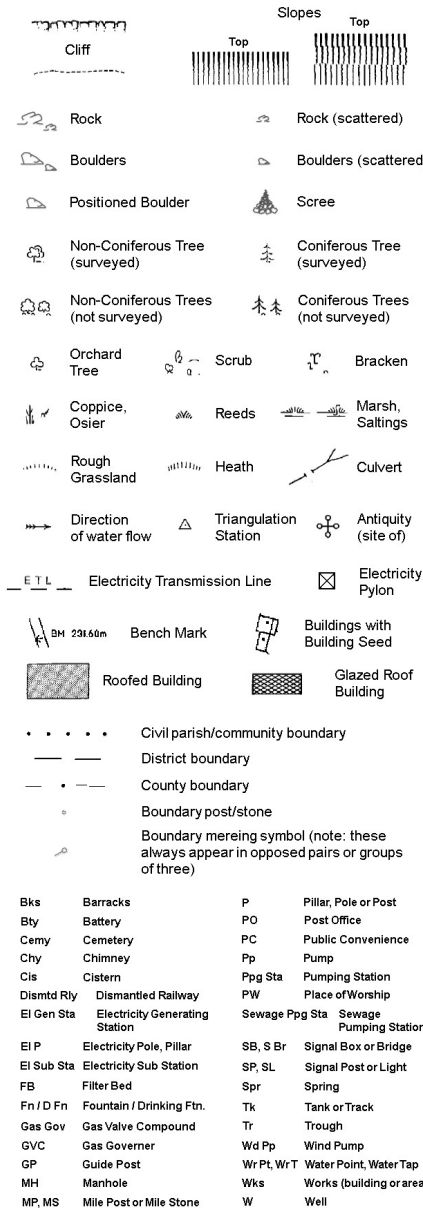 Slopes
Top
Cliff
Top
Rock
Rock (scattered)
Boulders
Boulders (scattered
Positioned Boulder
Scree
Non-Coniferous Tree
(surveyed)
Coniferous Tree
(surveyed)
Non-Coniferous Trees
(not surveyed)
Coniferous Trees
(not surveyed)
Orchard
Tree
Scrub
Bracken
Coppice,
Osier
Reeds
Marsh,
Saltings
Rough
Grassland
Heath
Culvert
Direction
of water flow
Triangulation
Station
Antiquity
(site of)
ETL
Electricity Transmission Line
Electricity
Pylon
BM 231.60m
Bench Mark
Buildings with
Building Seed
Roofed Building
Glazed Roof
Building
Civil parish/community boundary
District boundary
County boundary
Boundary post/stone
Boundary mereing symbol (note: these
always appear in opposed pairs or groups
of three)
Bks Barracks
P Pillar, Pole or Post
Bty Battery
PO Post Office
Cemy Cemetery
PC Public Convenience
Chy Chimney
Pp Pump
Cis Cistern
Ppg Sta Pumping Station
Dismtd Rly Dismantled Railway
PW Place of Worship
El Gen Sta Electricity Generating
Station
Sewage Ppg Sta Sewage
Pumping Station
El P Electricity Pole, Pillar
SB, S Br Signal Box or Bridge
El Sub Sta Electricity Sub Station
SP, SL Signal Post or Light
FB Filter Bed
Spr Spring
Fn / D Fn Fountain / Drinking Ftn.
Tk Tank or Track
Gas Gov Gas Valve Compound
Tr Trough
GVC Gas Governer
Wd Pp Wind Pump
GP Guide Post
Wr Pt, Wr T Water Point, Water Tap
MH Manhole
Wks Works (building or area
MP, MS Mile Post or Mile Stone
W Well